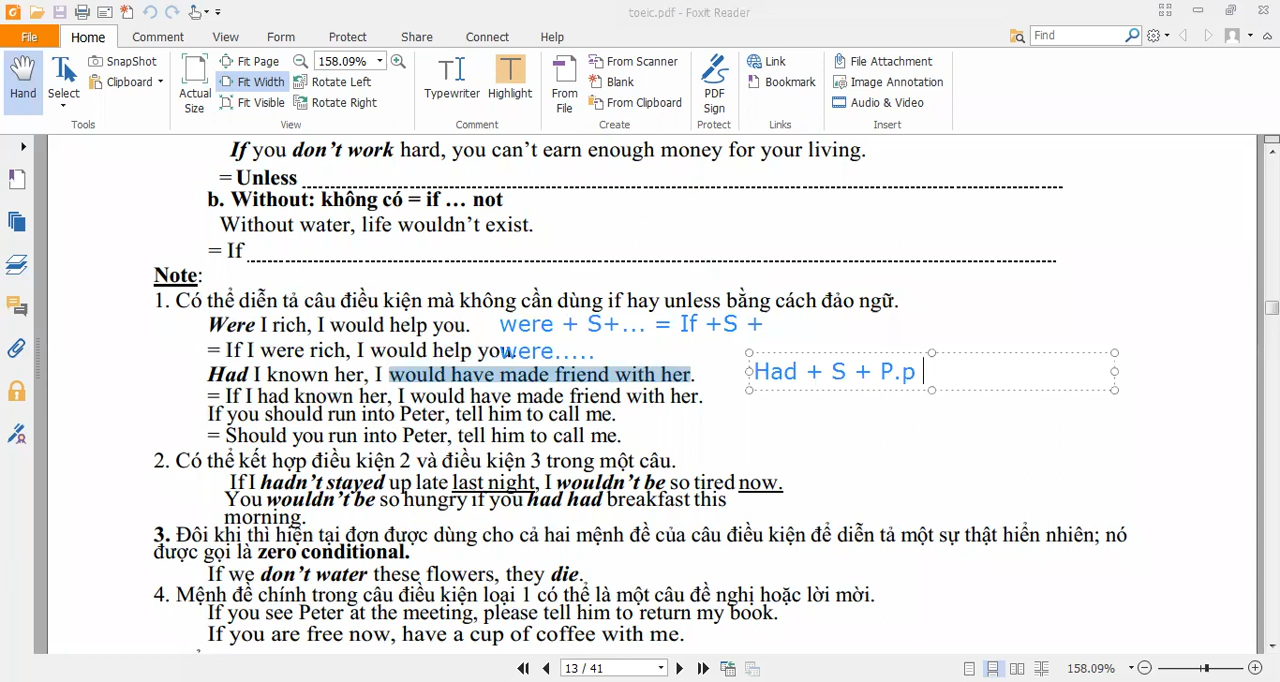 toeic.pdf - Foxit Reader
File Home Comment View Form Protect Share Connect Help Find
Hand
Select
SnapShot
Clipboard
Tools
Actual Size
Fit Page
Fit Width
Fit Visible
158.09%
Rotate Left
Rotate Right
View
Typewriter
Highlight
Comment
From File
From Scanner
Blank
From Clipboard
Create
PDF Sign
Protect
Link
Bookmark
Links
File Attachment
Image Annotation
Audio & Video
Insert
If you don't work hard, you can't earn enough money for your living.
= Unless
b. Without: không có = if … not
Without water, life wouldn't exist.
= If
Note:
1. Có thể diễn tả câu điều kiện mà không cần dùng if hay unless bằng cách đảo ngữ.
Were I rich, I would help you. were + S+... = If +S +
= If I were rich, I would help you. were.....
Had I known her, I would have made friend with her. Had + S + P.p
= If I had known her, I would have made friend with her.
If you should run into Peter, tell him to call me.
= Should you run into Peter, tell him to call me.
2. Có thể kết hợp điều kiện 2 và điều kiện 3 trong một câu.
If I hadn't stayed up late last night, I wouldn't be so tired now.
You wouldn't be so hungry if you had had breakfast this
morning.
3. Đôi khi thì hiện tại đơn được dùng cho cả hai mệnh đề của câu điều kiện để diễn tả một sự thật hiển nhiên; nó
được gọi là zero conditional.
If we don't water these flowers, they die.
4. Mệnh đề chính trong câu điều kiện loại 1 có thể là một câu đề nghị hoặc lời mời.
If you see Peter at the meeting, please tell him to return my book.
If you are free now, have a cup of coffee with me.
13 / 41 158.09%